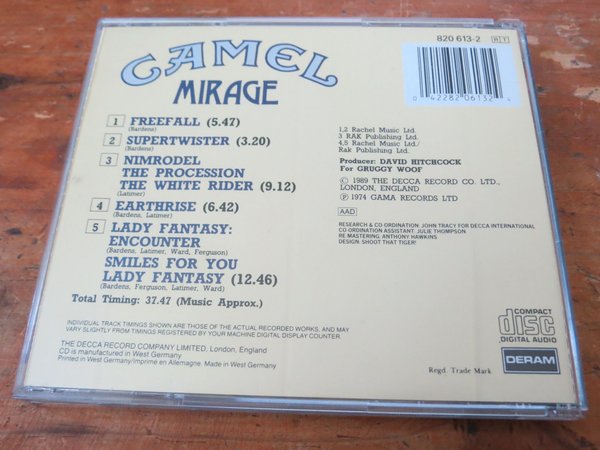 CAMEL
MIRAGE
820 613-2 B|T
0 42282 06132 4
1 FREEFALL (5.47)
(Bardens)
2 SUPERTWISTER (3.20)
(Bardens)
3 NIMRODEL
THE PROCESSION
THE WHITE RIDER (9.12)
(Latimer)
4 EARTHRISE (6.42)
(Bardens, Latimer)
5 LADY FANTASY:
ENCOUNTER
(Bardens, Latimer, Ward, Ferguson)
SMILES FOR YOU
LADY FANTASY (12.46)
(Bardens, Ferguson, Latimer, Ward)
Total Timing: 37.47 (Music Approx.)
1,2 Rachel Music Ltd.
3 RAK Publishing Ltd.
4,5 Rachel Music Ltd./
Rak Publishing Ltd.
Producer: DAVID HITCHCOCK
For GRUGGY WOOF
© 1989 THE DECCA RECORD CO. LTD.,
LONDON, ENGLAND
℗ 1974 GAMA RECORDS LTD
AAD
RESEARCH & CO-ORDINATION: JOHN TRACY FOR DECCA INTERNATIONAL
CO-ORDINATION ASSISTANT: JULIE THOMPSON
RE-MASTERING: ANTHONY HAWKINS
DESIGN: SHOOT THAT TIGER!
INDIVIDUAL TRACK TIMINGS SHOWN ARE THOSE OF THE ACTUAL RECORDED WORKS, AND MAY
VARY SLIGHTLY FROM TIMINGS REGISTERED BY YOUR MACHINE DIGITAL DISPLAY COUNTER.
THE DECCA RECORD COMPANY LIMITED, London, England
CD is manufactured in West Germany
Printed in West Germany/Imprimé en Allemagne. Made in West Germany
COMPACT
disc
DIGITAL AUDIO
DERAM
Regd Trade Mark